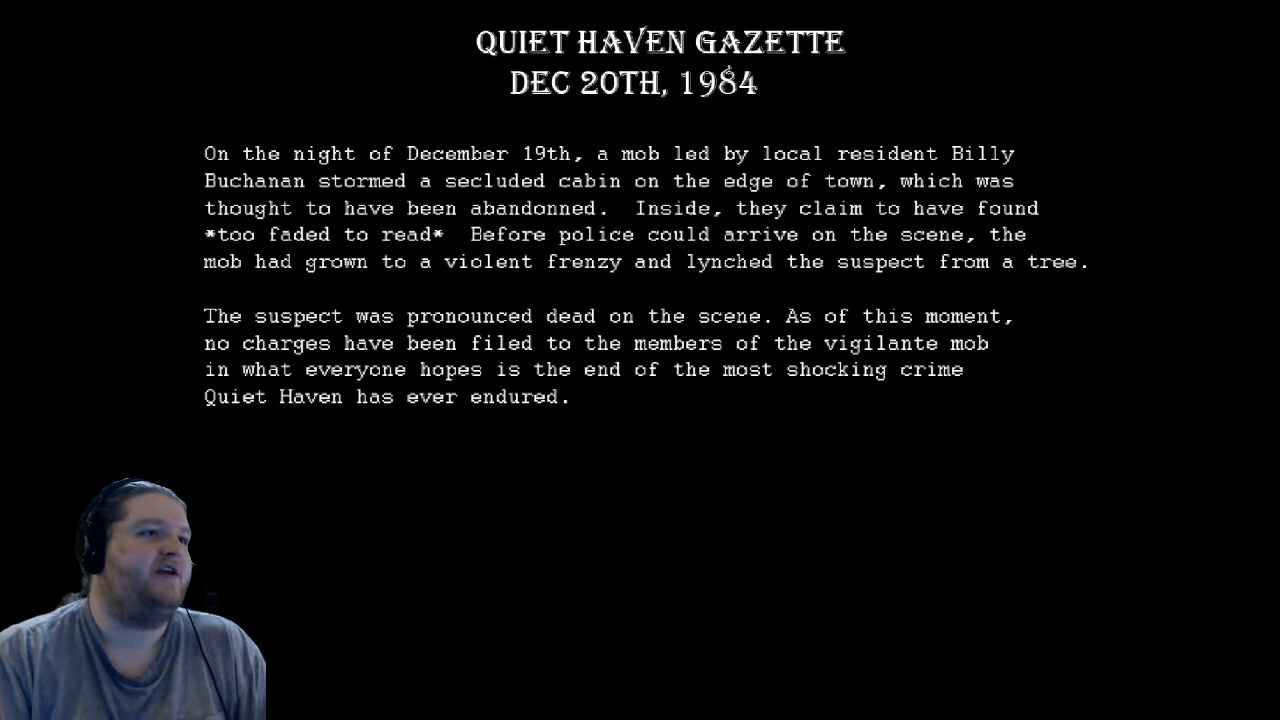 QUIET HAVEN GAZETTE
DEC 20TH, 1984
On the night of December 19th, a mob led by local resident Billy
Buchanan stormed a secluded cabin on the edge of town, which was
thought to have been abandonned.  Inside, they claim to have found
*too faded to read*  Before police could arrive on the scene, the
mob had grown to a violent frenzy and lynched the suspect from a tree.
The suspect was pronounced dead on the scene. As of this moment,
no charges have been filed to the members of the vigilante mob
in what everyone hopes is the end of the most shocking crime
Quiet Haven has ever endured.